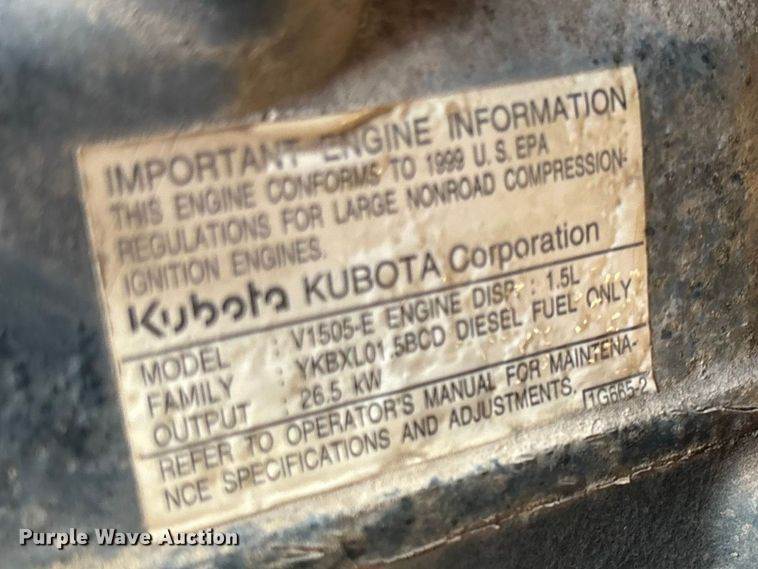 IMPORTANT ENGINE INFORMATION
THIS ENGINE CONFORMS TO 1999 U.S.EPA
REGULATIONS FOR LARGE NONROAD COMPRESSION-
IGNITION ENGINES.
Kubota KUBOTA Corporation
MODEL : V1505-E ENGINE DISP. : 1.5L
FAMILY : YKBXL01.5BCD DIESEL FUEL ONLY
OUTPUT : 26.5 kW
REFER TO OPERATOR'S MANUAL FOR MAINTENA-
NCE SPECIFICATIONS AND ADJUSTMENTS. 1G665-2
Purple Wave Auction